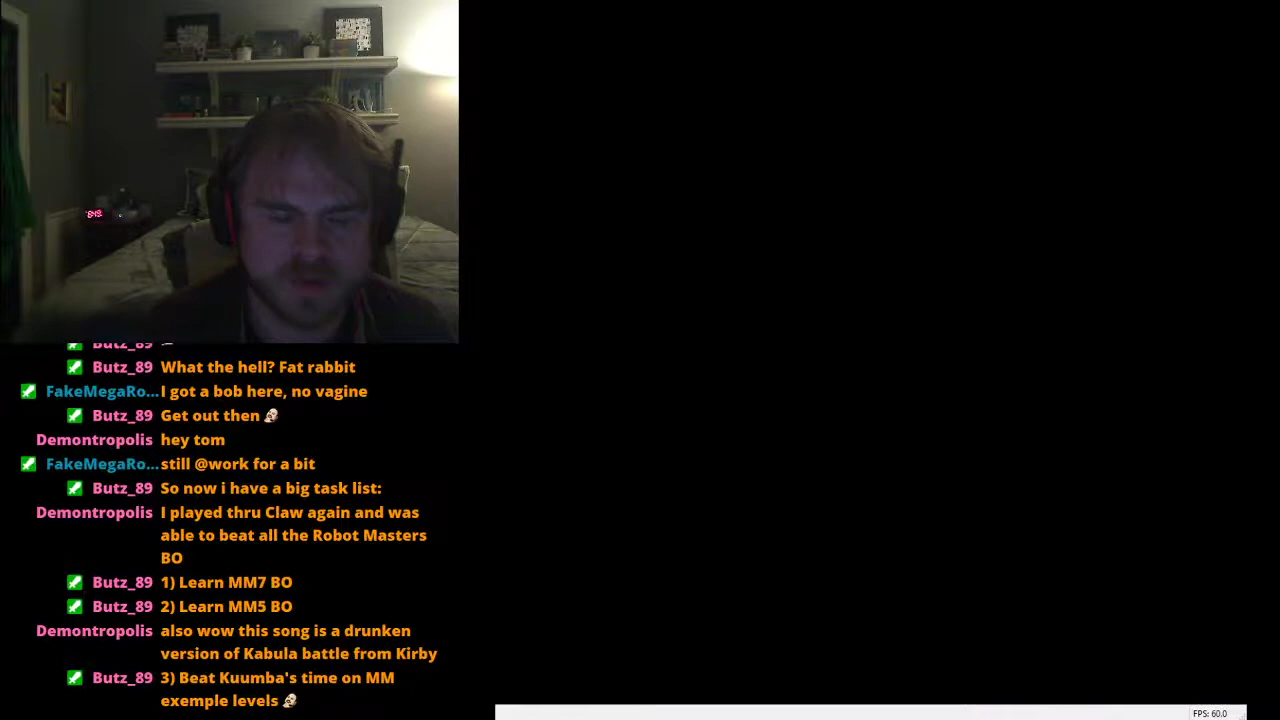 Butz_89
Butz_89 What the hell? Fat rabbit
FakeMegaRo... I got a bob here, no vagine
Butz_89 Get out then
Demontropolis hey tom
FakeMegaRo... still @work for a bit
Butz_89 So now i have a big task list:
Demontropolis I played thru Claw again and was
able to beat all the Robot Masters
BO
Butz_89 1) Learn MM7 BO
Butz_89 2) Learn MM5 BO
Demontropolis also wow this song is a drunken
version of Kabula battle from Kirby
Butz_89 3) Beat Kuumba's time on MM
exemple levels
FPS: 60.0